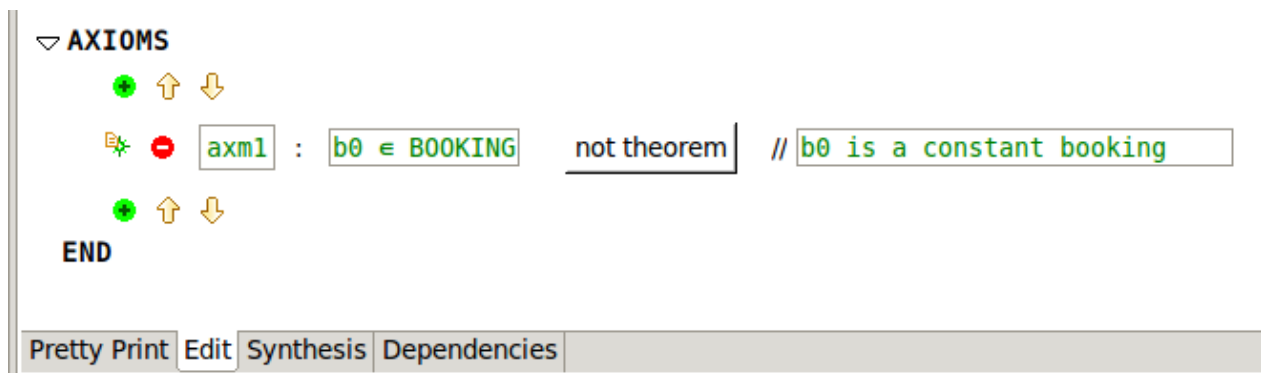 AXIOMS
axm1 : b0 ∈ BOOKING not theorem // b0 is a constant booking
END
Pretty Print Edit Synthesis Dependencies